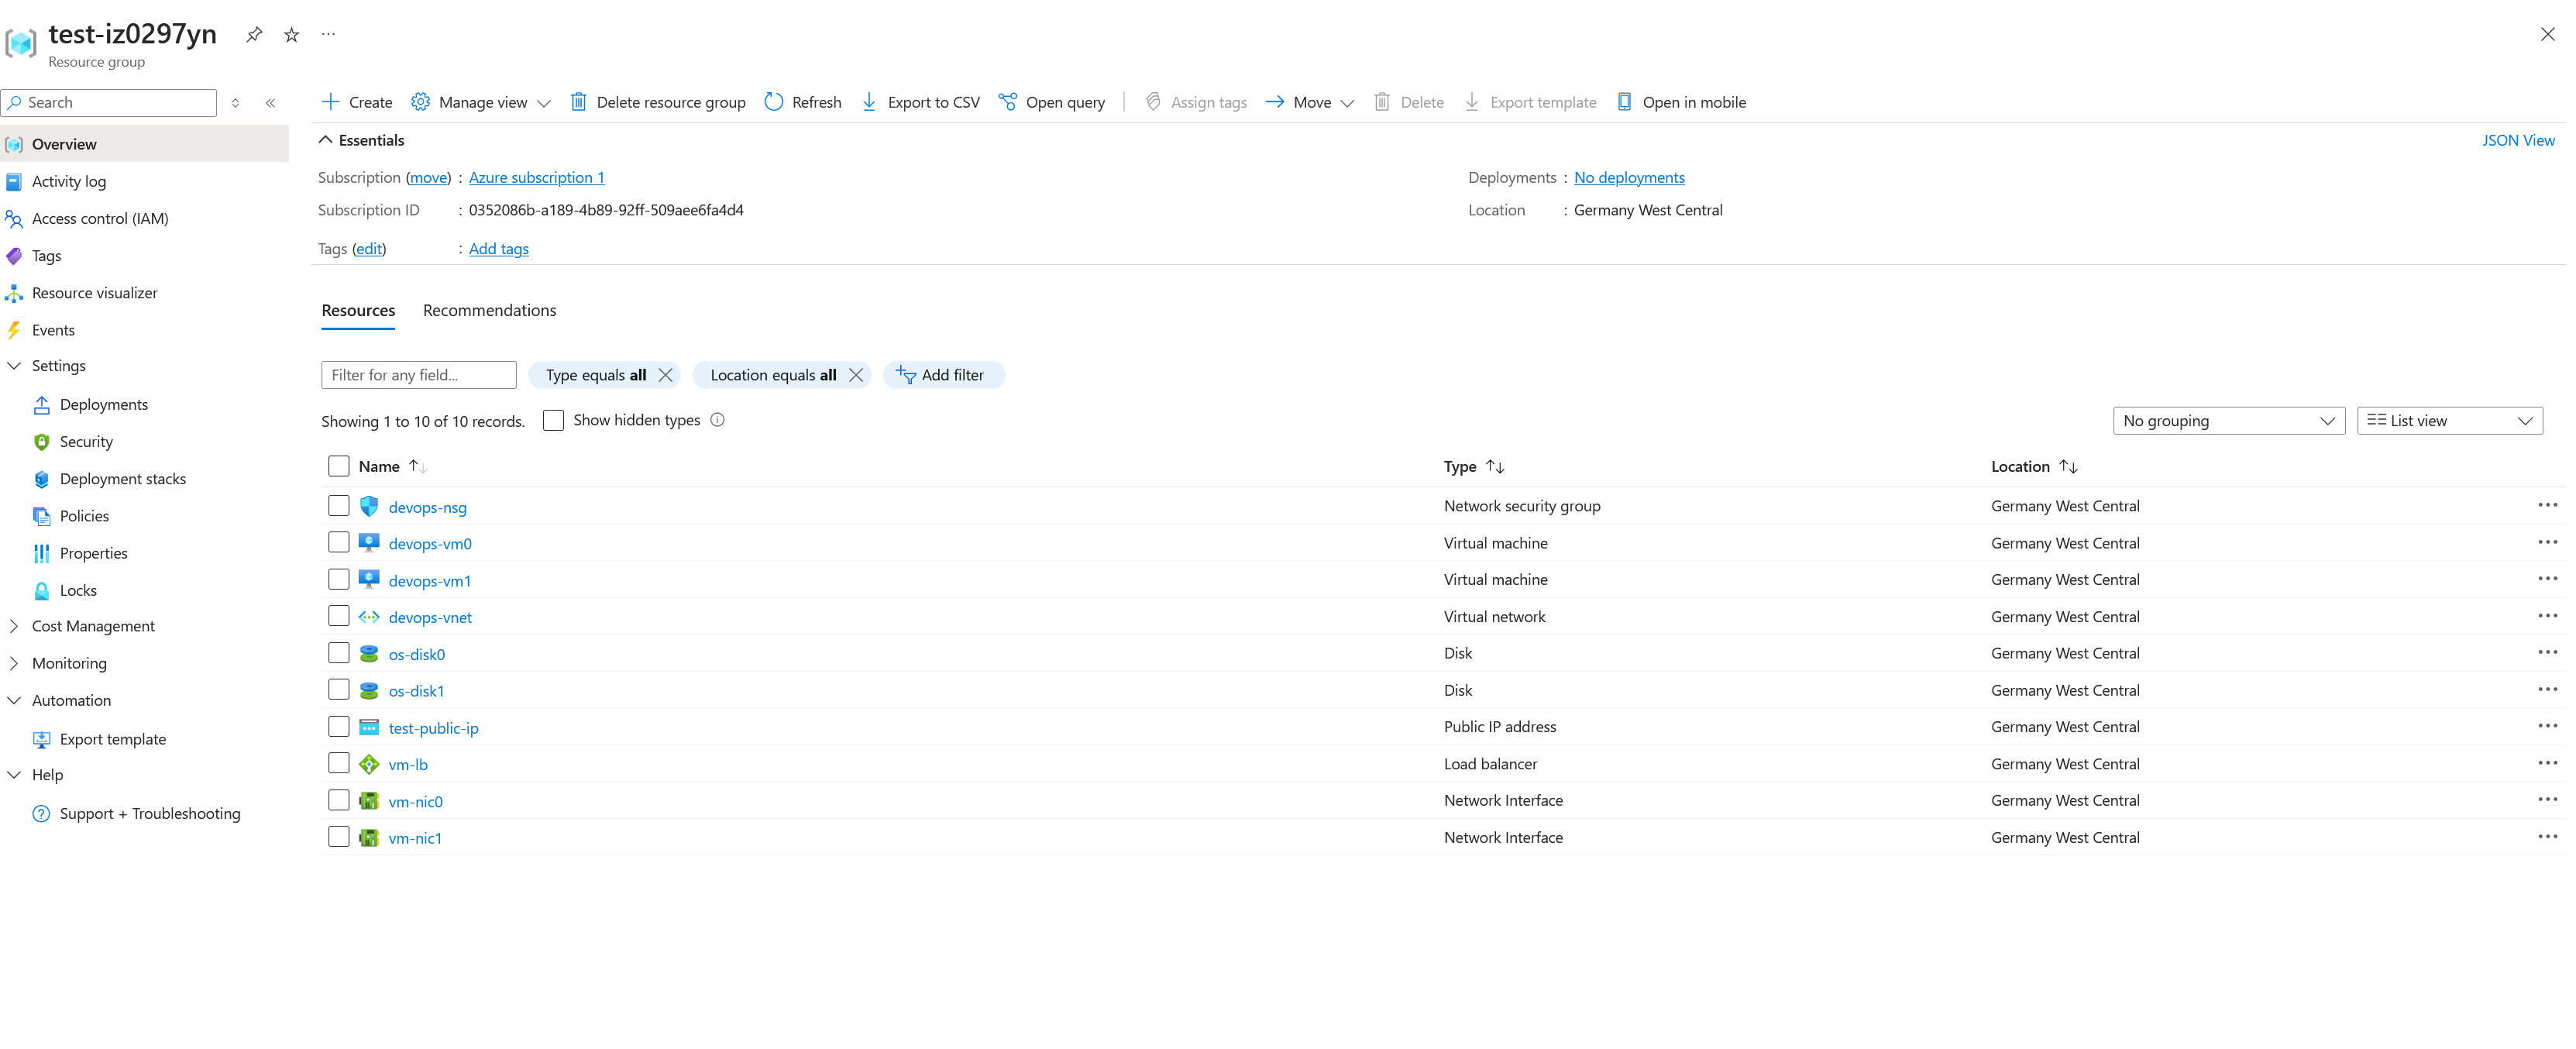 test-iz0297yn
Resource group
Search
Create Manage view Delete resource group Refresh Export to CSV Open query Assign tags Move Delete Export template Open in mobile
Overview
Activity log
Access control (IAM)
Tags
Resource visualizer
Events
Settings
Deployments
Security
Deployment stacks
Policies
Properties
Locks
Cost Management
Monitoring
Automation
Export template
Help
Support + Troubleshooting
Essentials JSON View
Subscription (move) : Azure subscription 1 Deployments : No deployments
Subscription ID : 0352086b-a189-4b89-92ff-509aee6fa4d4 Location : Germany West Central
Tags (edit) : Add tags
Resources Recommendations
Filter for any field... Type equals all Location equals all Add filter
Showing 1 to 10 of 10 records. Show hidden types No grouping List view
Name Type Location
devops-nsg Network security group Germany West Central
devops-vm0 Virtual machine Germany West Central
devops-vm1 Virtual machine Germany West Central
devops-vnet Virtual network Germany West Central
os-disk0 Disk Germany West Central
os-disk1 Disk Germany West Central
test-public-ip Public IP address Germany West Central
vm-lb Load balancer Germany West Central
vm-nic0 Network Interface Germany West Central
vm-nic1 Network Interface Germany West Central